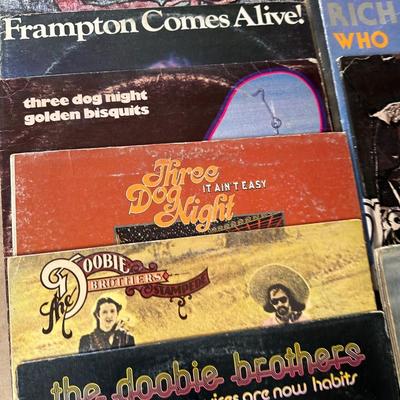 Frampton Comes Alive!
RICH
WHO
three dog night
golden bisquits
Three
Dog
Night
IT AIN'T EASY
The
DOOBIE
BROTHERS
STAMPEDE
the doobie brothers
are now habits